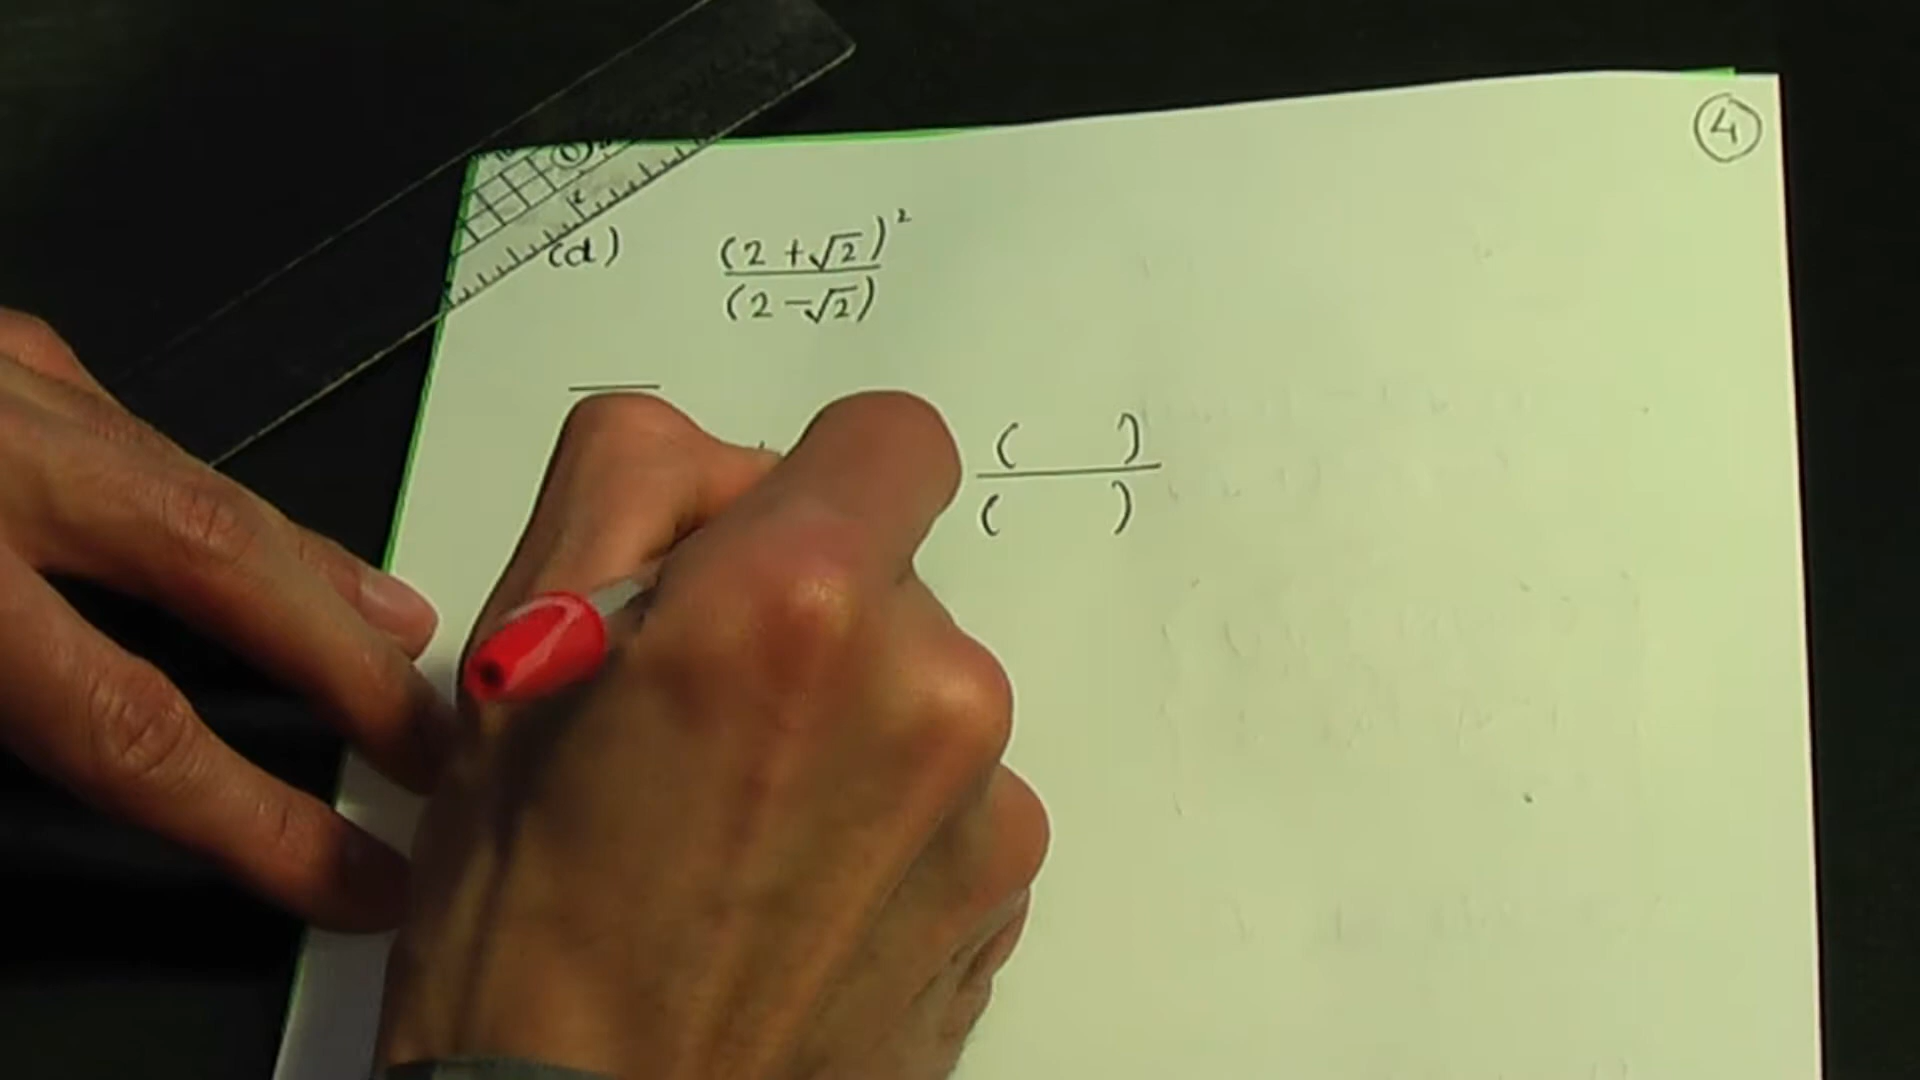 4
(d) (2 + √2)²
(2 - √2)
( )
( )